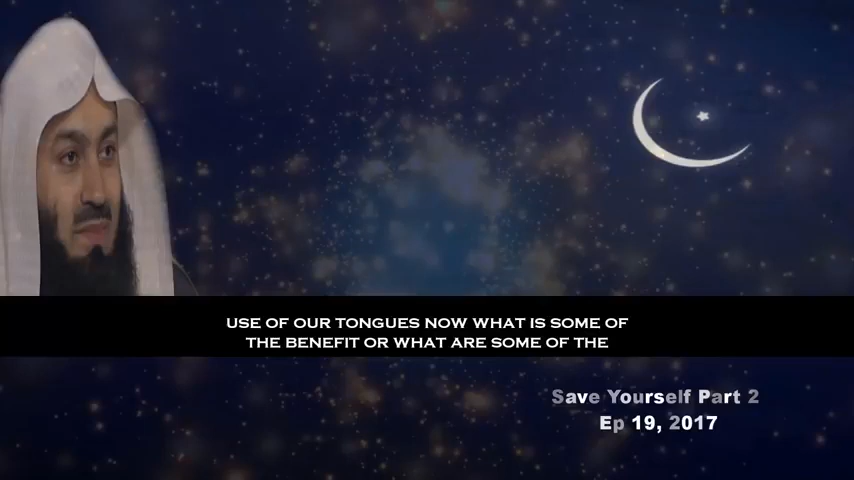 USE OF OUR TONGUES NOW WHAT IS SOME OF
THE BENEFIT OR WHAT ARE SOME OF THE
Save Yourself Part 2
Ep 19, 2017